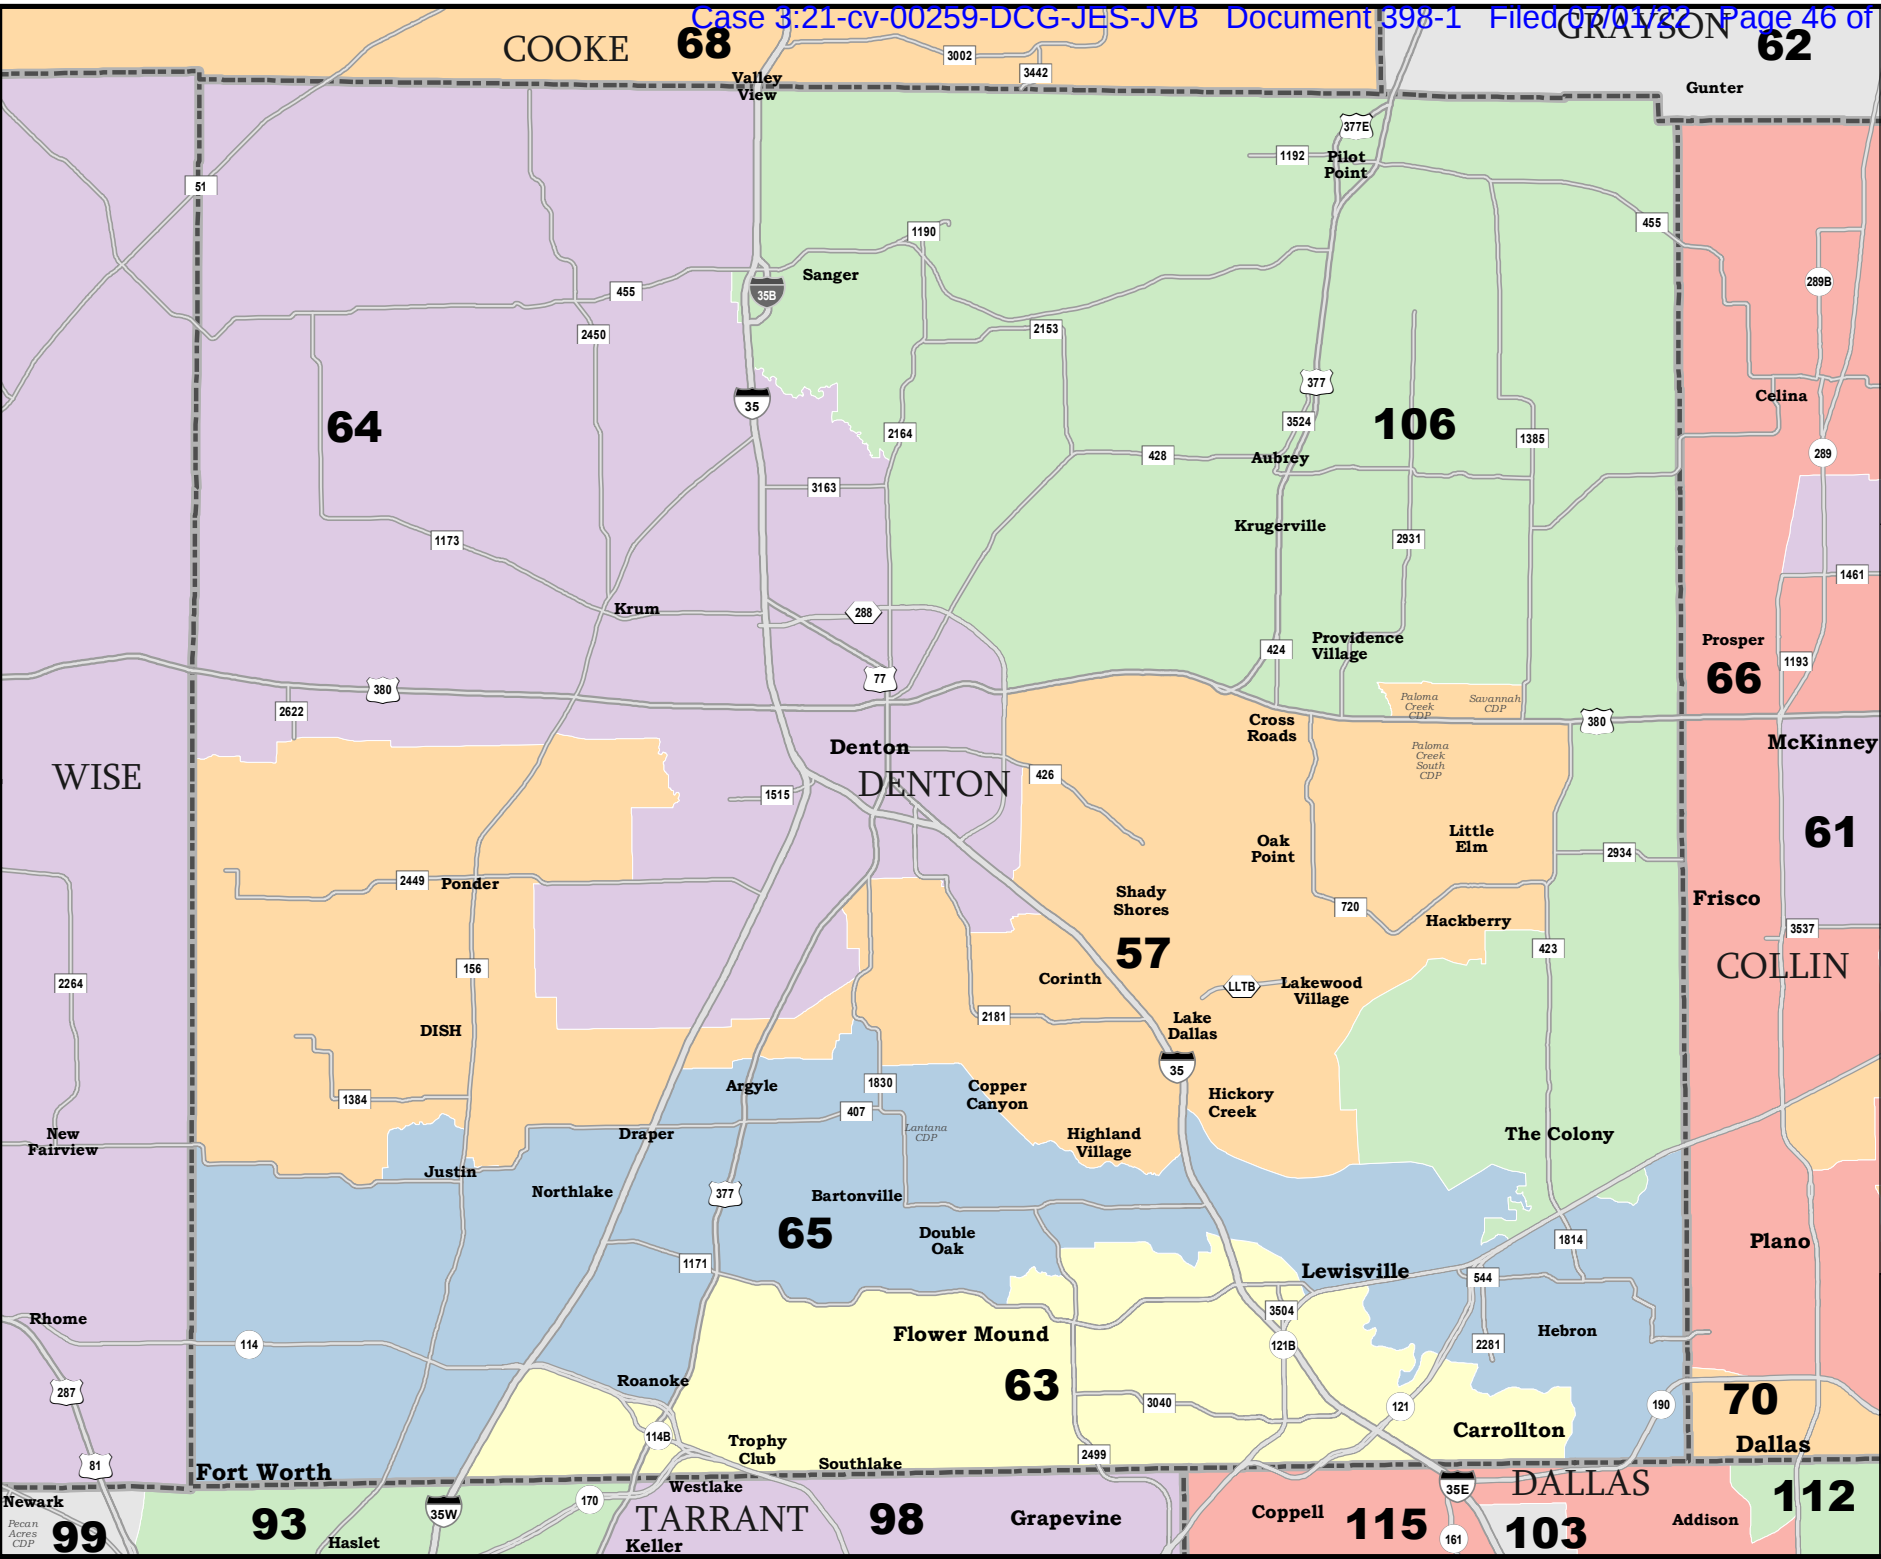 Case 3:21-cv-00259-DCG-JES-JVB Document 398-1 Filed 07/01/22 Page 46 of
COOKE
68
GRAYSON
62
3002
3442
Valley
View
Gunter
377E
1192
Pilot
Point
51
455
1190
Sanger
35B
289B
455
2450
2153
377
Celina
35
64
3524
106
2164
1385
428
Aubrey
289
3163
Krugerville
1173
2931
1461
Krum
288
Providence
Village
424
Prosper
1193
66
380
77
2622
Paloma
Creek
CDP
Savannah
CDP
Cross
Roads
380
Denton
McKinney
Paloma
Creek
South
CDP
WISE
DENTON
426
1515
61
Little
Elm
Oak
Point
2934
2449
Ponder
Shady
Shores
Frisco
720
Hackberry
3537
57
423
156
2264
Corinth
COLLIN
LLTB
Lakewood
Village
2181
Lake
Dallas
DISH
35
1384
Argyle
1830
Copper
Canyon
407
Hickory
Creek
New
Fairview
Draper
Lantana
CDP
Highland
Village
The Colony
Justin
Northlake
377
Bartonville
65
Double
Oak
1814
Plano
1171
Lewisville
544
3504
Rhome
114
Flower Mound
121B
2281
Hebron
63
Roanoke
287
3040
121
190
70
114B
Carrollton
Trophy
Club
Dallas
2499
81
Fort Worth
Southlake
Westlake
35E
DALLAS
Newark
170
35W
TARRANT
98
Grapevine
Coppell
115
112
Pecan
Acres
CDP
99
93
Haslet
Keller
161
103
Addison